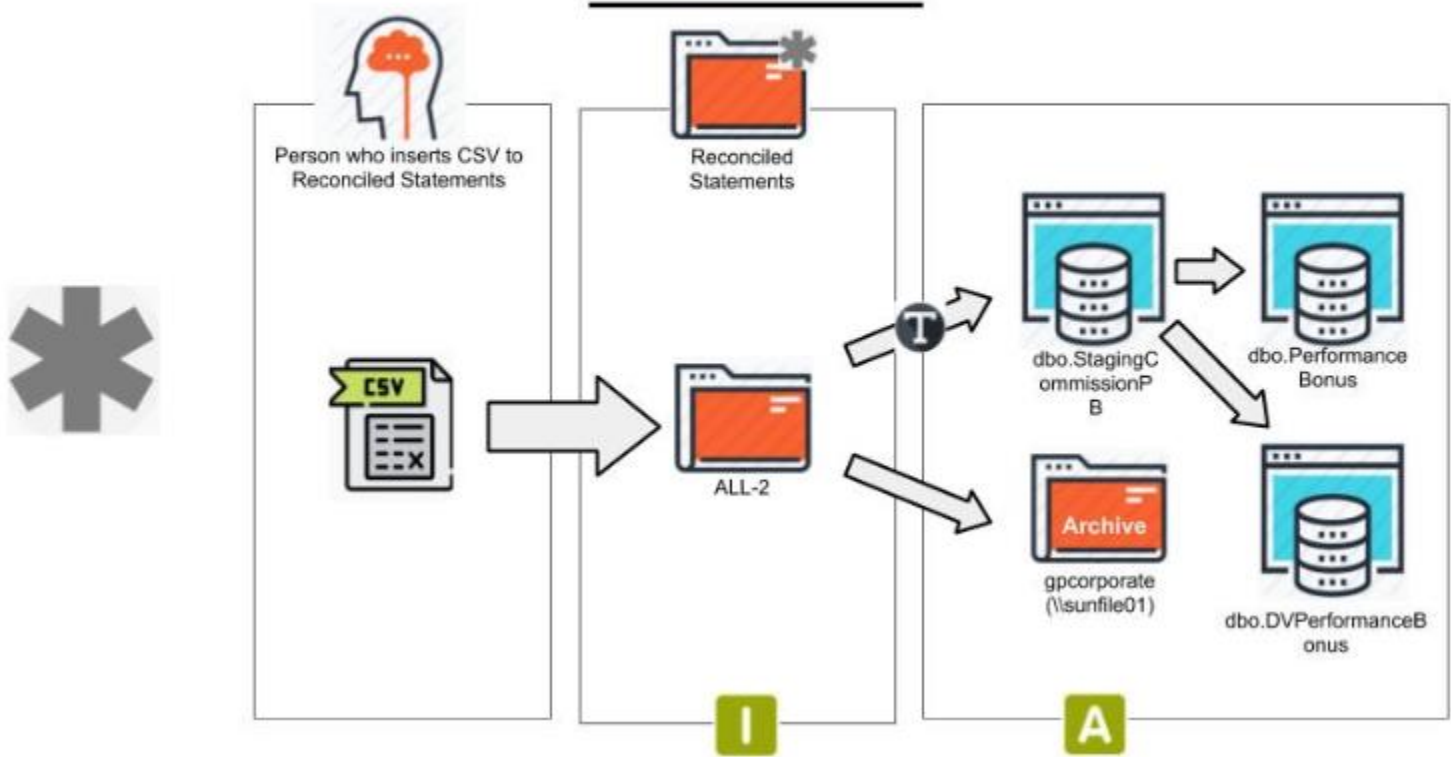 Person who inserts CSV to
Reconciled Statements
Reconciled
Statements
CSV
X
ALL-2
T
dbo.StagingC
ommissionP
B
dbo.Performance
Bonus
Archive
gpcorporate
(\\sunfile01)
dbo.DVPerformanceB
onus
I
A